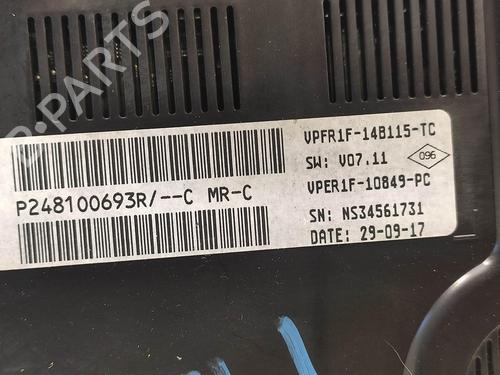 B-PARTS
VPFR1F-14B115-TC
SW: V07.11
096
P248100693R/--C MR-C
VPER1F-10849-PC
SN: NS34561731
DATE: 29-09-17